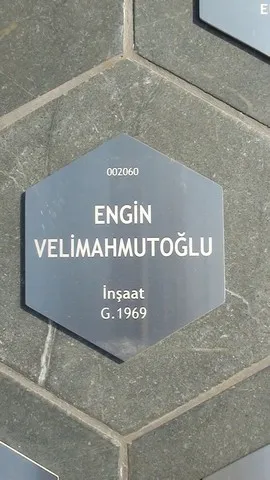 002060
ENGİN
VELİMAHMUTOĞLU
İnşaat
G.1969